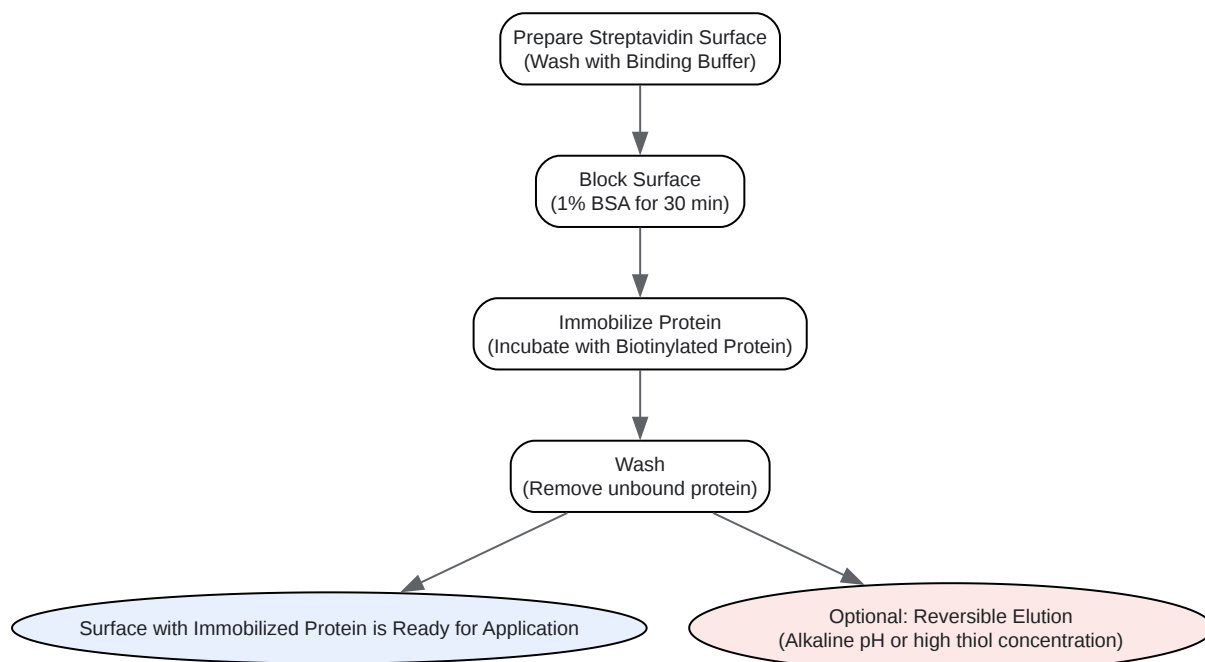 Prepare Streptavidin Surface
(Wash with Binding Buffer)
Block Surface
(1% BSA for 30 min)
Immobilize Protein
(Incubate with Biotinylated Protein)
Wash
(Remove unbound protein)
Surface with Immobilized Protein is Ready for Application
Optional: Reversible Elution
(Alkaline pH or high thiol concentration)